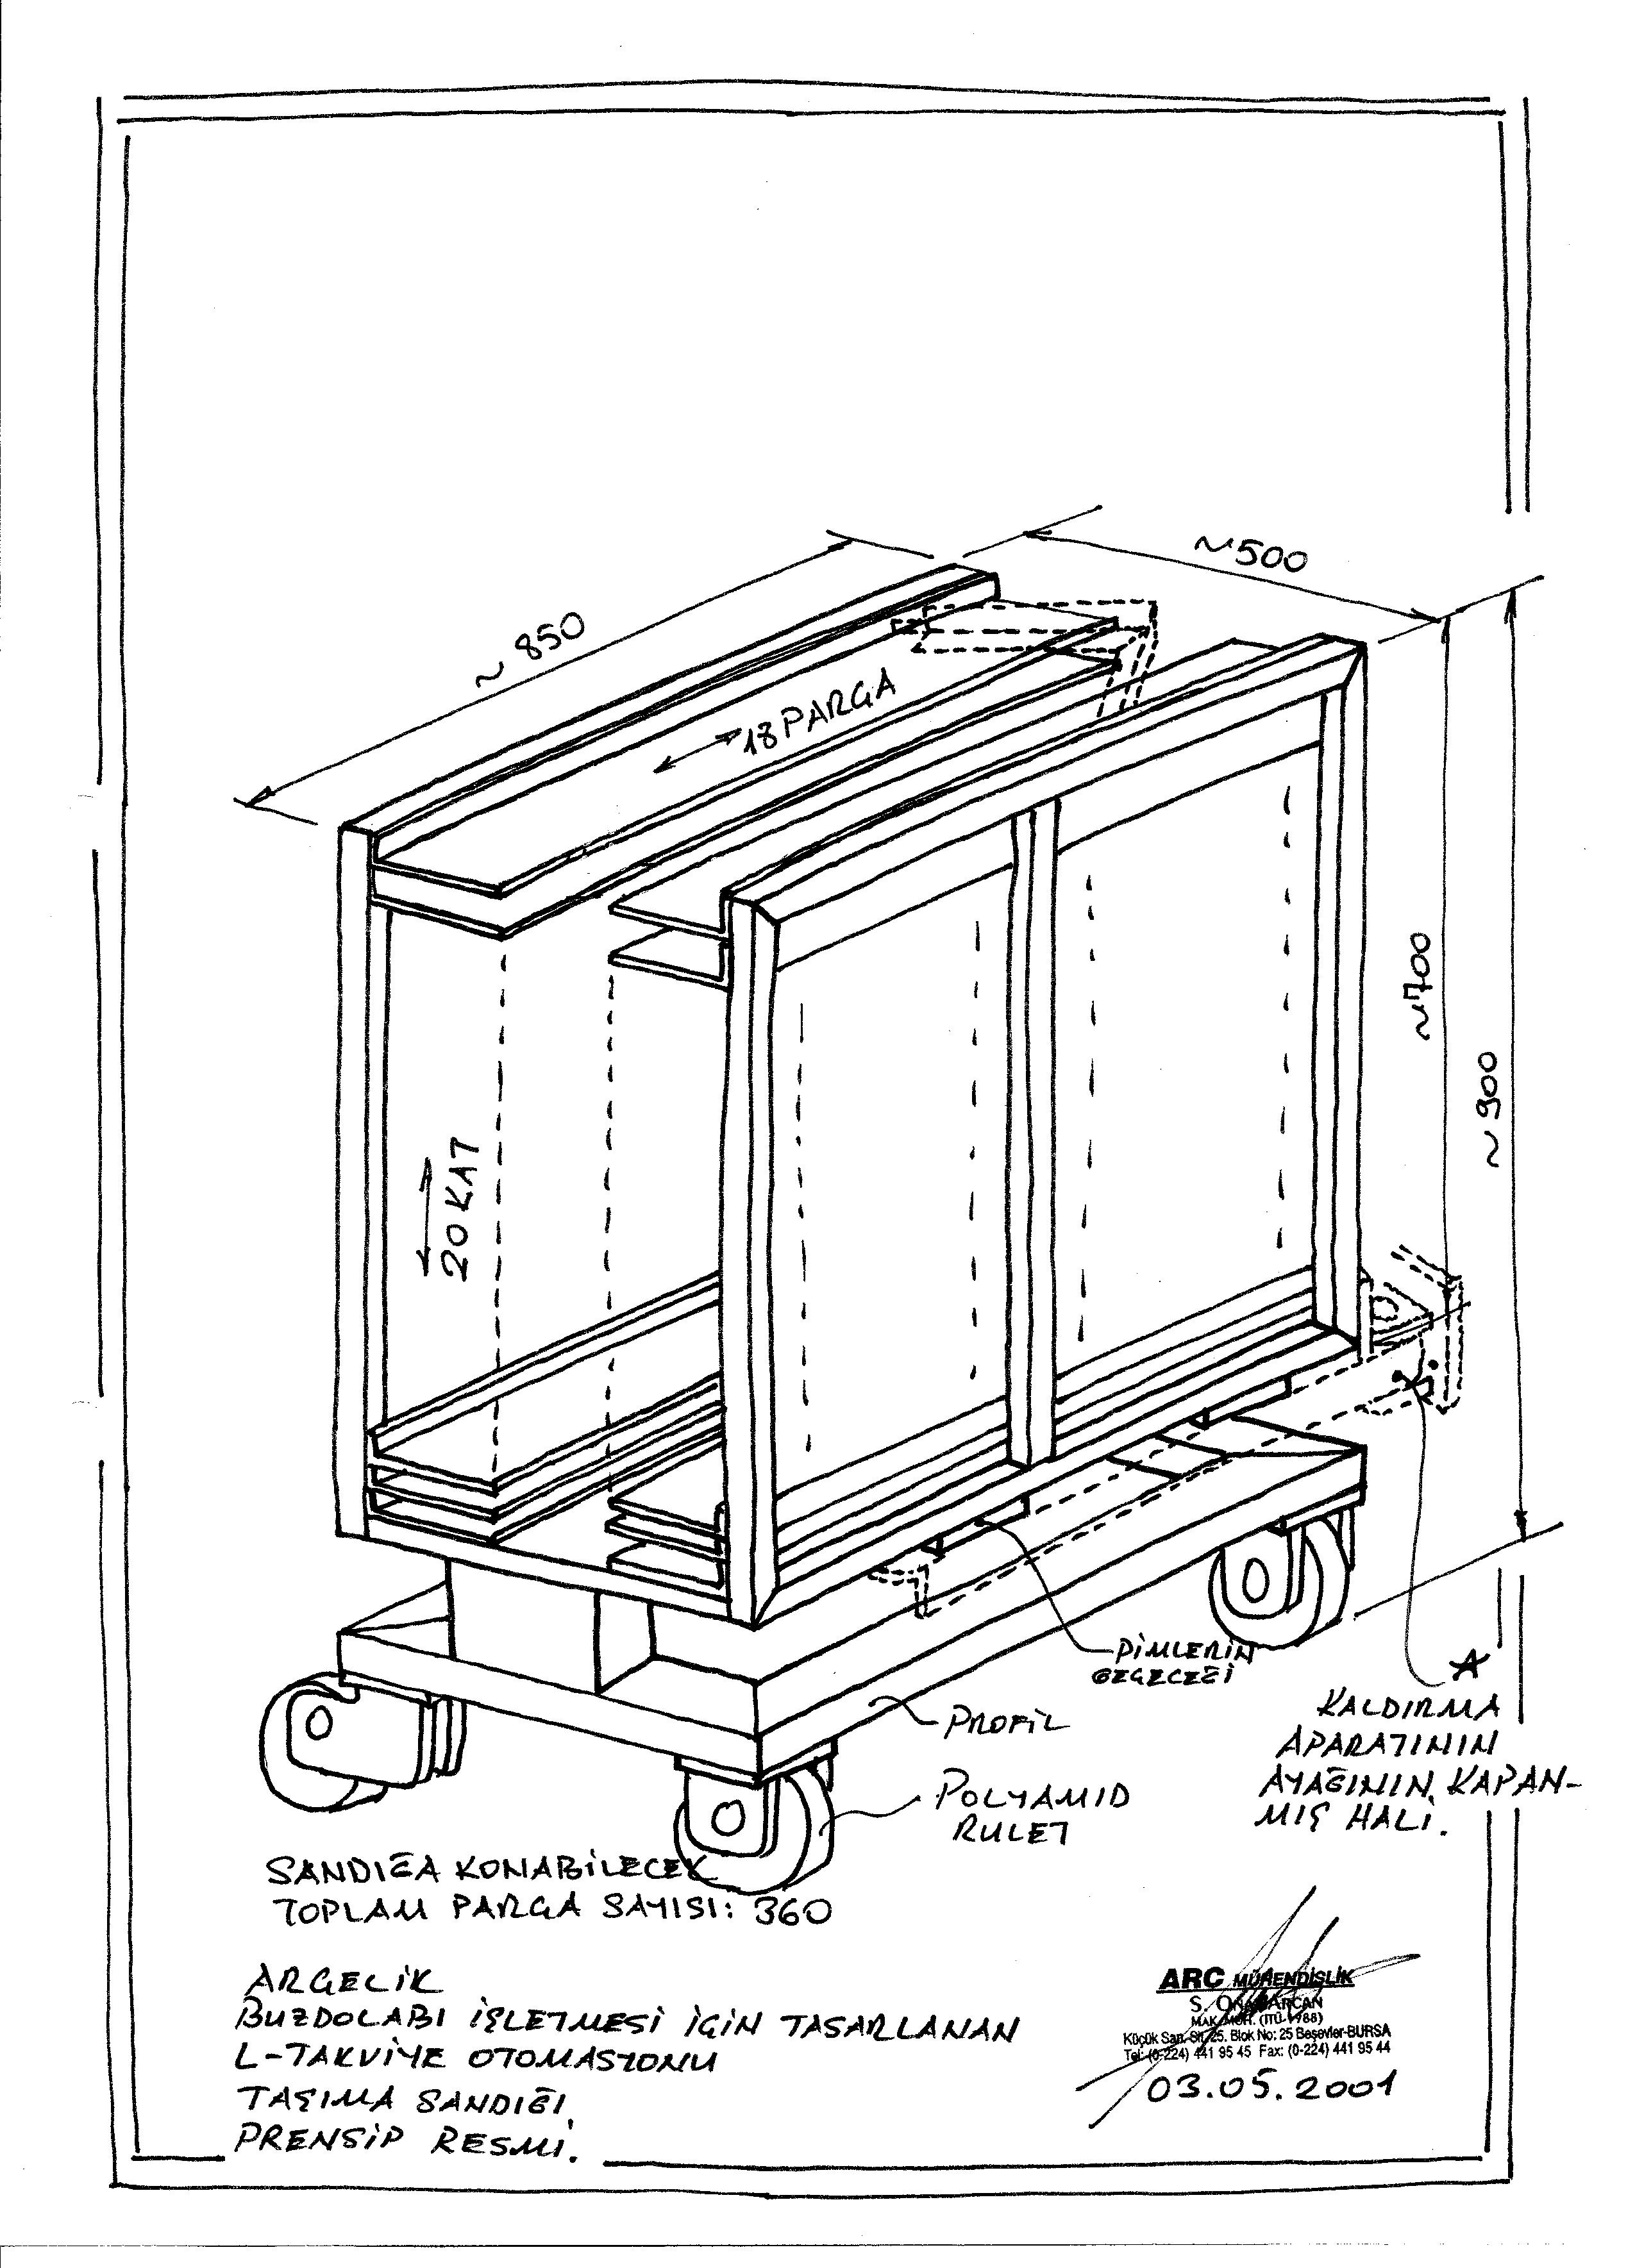 ~500
~850
18 PARÇA
~700
~900
20 KAT
PİMLERİN
GEÇECEĞİ
PROFİL
POLYAMID
RULET
A
KALDIRMA
APARATININ
AYAĞININ KAPAN-
MIŞ HALİ.
SANDIĞA KONABİLECEK
TOPLAM PARÇA SAYISI: 360
ARÇELİK
BUZDOLABI İŞLETMESİ İÇİN TASARLANAN
L-TAKVİYE OTOMASYONU
TAŞIMA SANDIĞI.
PRENSİP RESMİ.
ARC MÜHENDİSLİK
S. ARCAN
MAK. MÜH. (İTÜ-1988)
Küçük San. Sit. 25. Blok No: 25 Beşevler-BURSA
Tel: (0-224) 441 95 45 Fax: (0-224) 441 95 44
03.05.2001